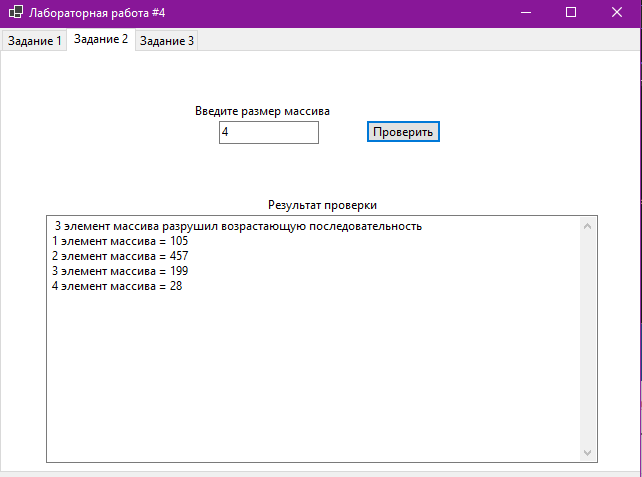 Лабораторная работа #4
Задание 1 Задание 2 Задание 3
Введите размер массива
4 Проверить
Результат проверки
3 элемент массива разрушил возрастающую последовательность
1 элемент массива = 105
2 элемент массива = 457
3 элемент массива = 199
4 элемент массива = 28